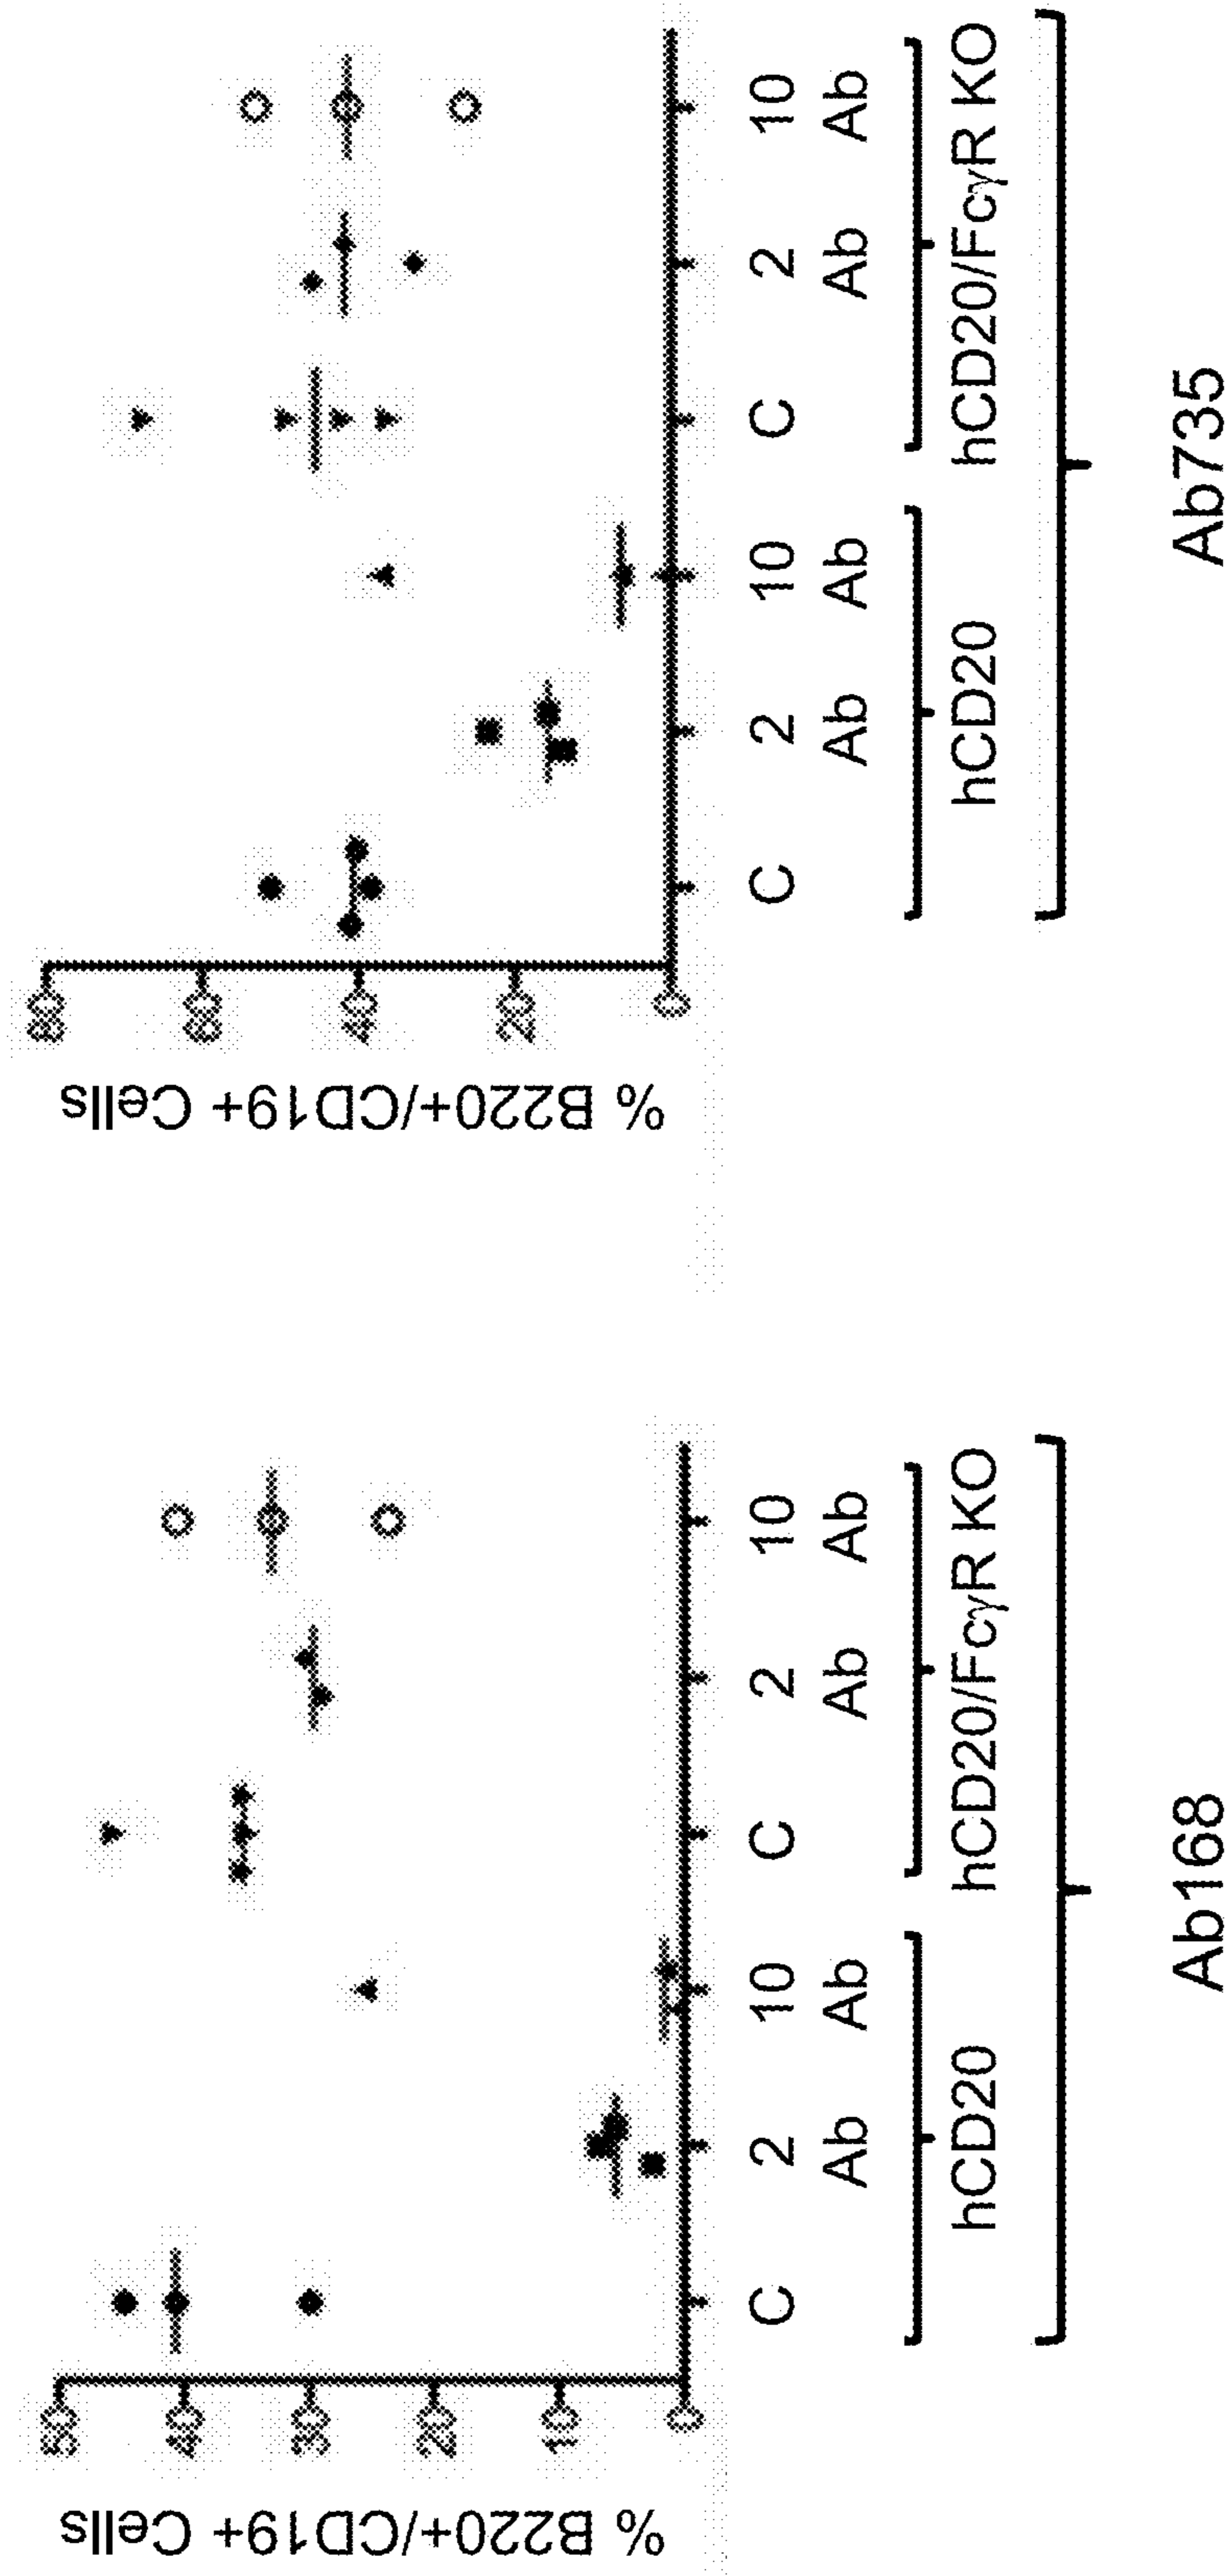 % B220+/CD19+ Cells
50
40
30
20
10
0
C 2 10 C 2 10
Ab Ab Ab Ab
hCD20 hCD20/FcγR KO
Ab168
% B220+/CD19+ Cells
80
60
40
20
0
C 2 10 C 2 10
Ab Ab Ab Ab
hCD20 hCD20/FcγR KO
Ab735